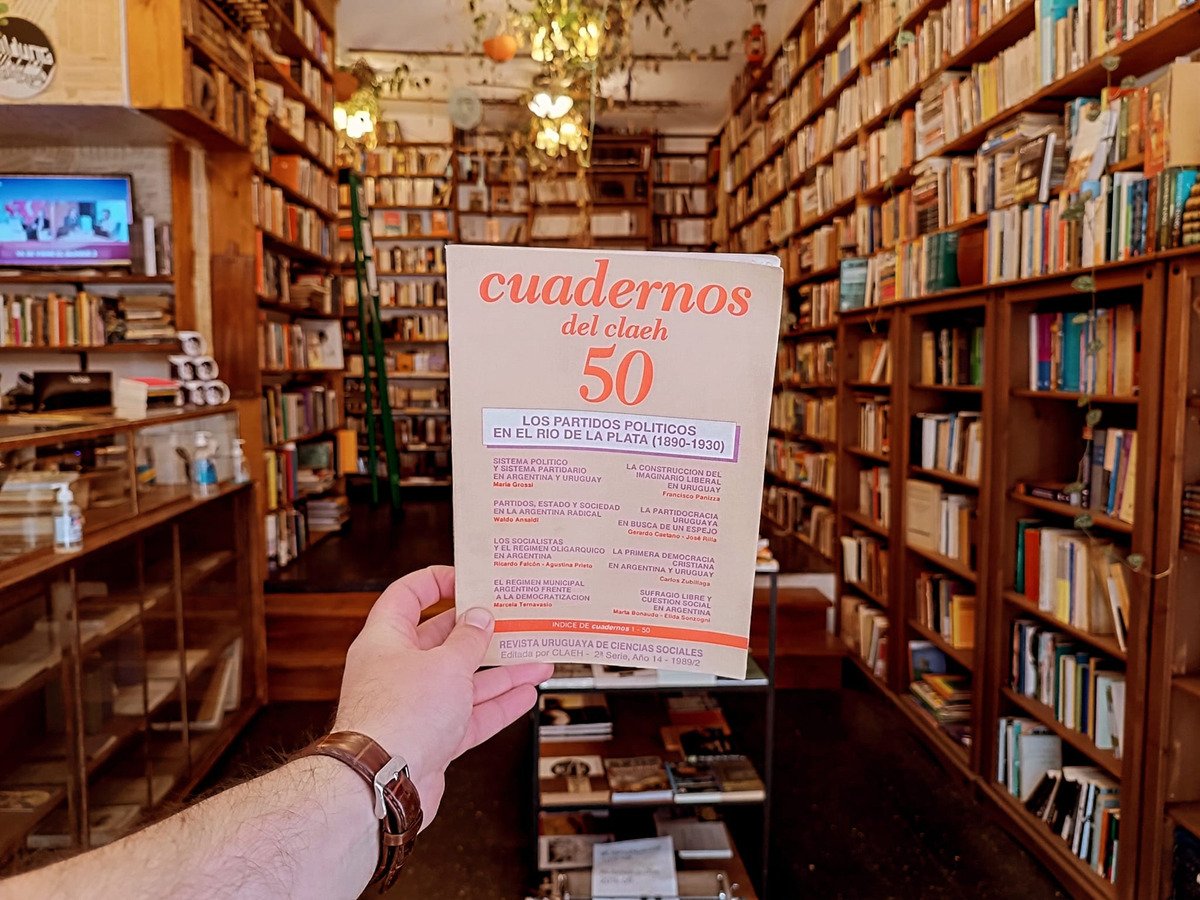 cuadernos
del claeh
50
LOS PARTIDOS POLITICOS
EN EL RIO DE LA PLATA (1890-1930)
SISTEMA POLITICO
Y SISTEMA PARTIDARIO
EN ARGENTINA Y URUGUAY
Maria Grossi
PARTIDOS, ESTADO Y SOCIEDAD
EN LA ARGENTINA RADICAL
Waldo Ansaldi
LOS SOCIALISTAS
Y EL REGIMEN OLIGARQUICO
EN ARGENTINA
Ricardo Falcón - Agustina Prieto
EL REGIMEN MUNICIPAL
ARGENTINO FRENTE
A LA DEMOCRATIZACION
Marcela Ternavasio
LA CONSTRUCCION DEL
IMAGINARIO LIBERAL
EN URUGUAY
Francisco Panizza
LA PARTIDOCRACIA
URUGUAYA
EN BUSCA DE UN ESPEJO
Gerardo Caetano - José Rilla
LA PRIMERA DEMOCRACIA
CRISTIANA
EN ARGENTINA Y URUGUAY
Carlos Zubillaga
SUFRAGIO LIBRE Y
CUESTION SOCIAL
EN ARGENTINA
Marta Bonaudo - Elida Sonzogni
INDICE DE cuadernos 1 - 50
REVISTA URUGUAYA DE CIENCIAS SOCIALES
Editada por CLAEH - 2ª Serie, Año 14 - 1989/2